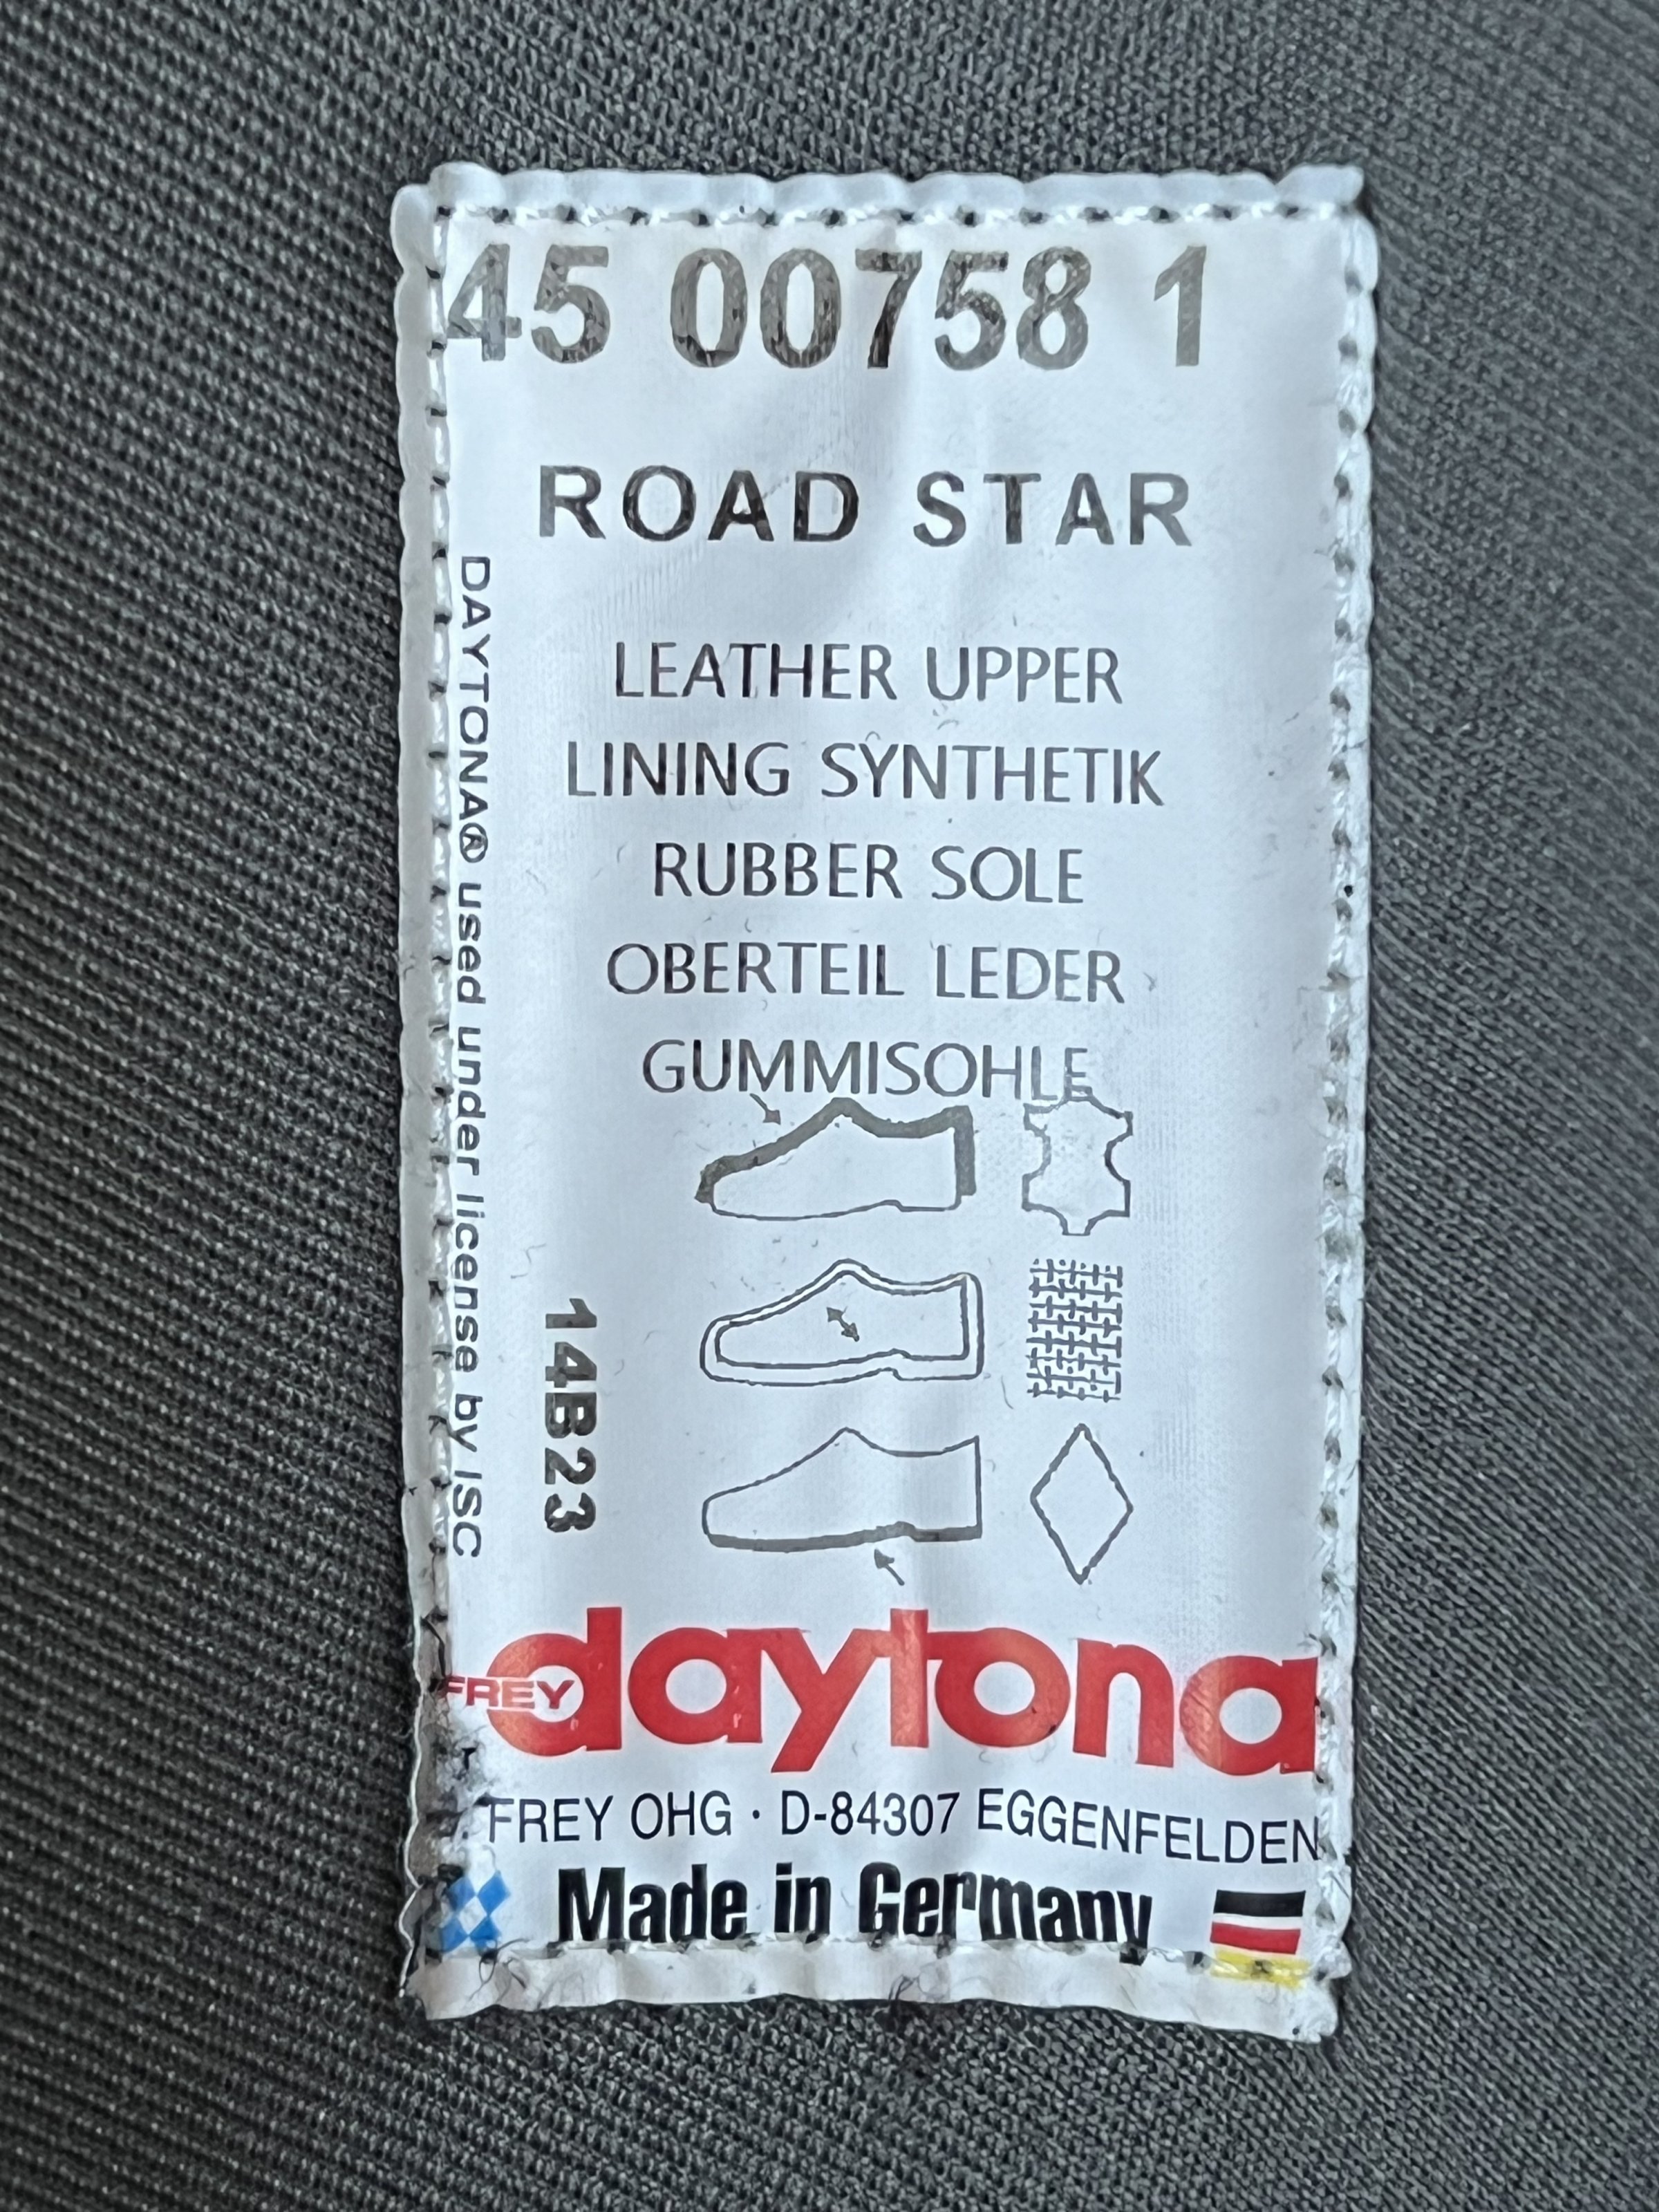 45 00758 1
ROAD STAR
LEATHER UPPER
LINING SYNTHETIK
RUBBER SOLE
OBERTEIL LEDER
GUMMISOHLE
DAYTONA® used under license by ISC
14B23
FREY daytona
FREY OHG · D-84307 EGGENFELDEN
Made in Germany